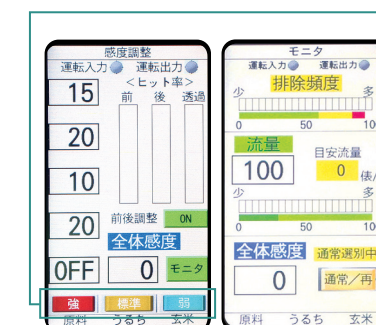 感度調整
運転入力 運転出力
<ヒット率>
15 前 後 透過
20
10
20 前後調整 ON
全体感度
OFF 0 モニタ
強 標準 弱
原料 うるち 玄米
モニタ
運転入力 運転出力
排除頻度
少 多
0 50 100
流量 目安流量
100 0 俵/
少 多
0 50 100
全体感度 通常選別中
0 通常/再
原料 うるち 玄米